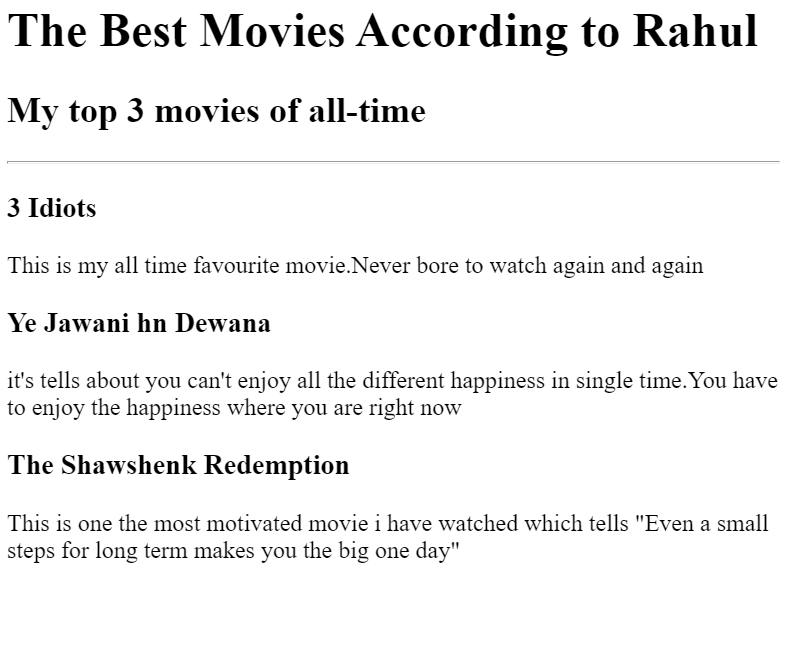 The Best Movies According to Rahul
My top 3 movies of all-time
3 Idiots
This is my all time favourite movie.Never bore to watch again and again
Ye Jawani hn Dewana
it's tells about you can't enjoy all the different happiness in single time.You have
to enjoy the happiness where you are right now
The Shawshenk Redemption
This is one the most motivated movie i have watched which tells "Even a small
steps for long term makes you the big one day"